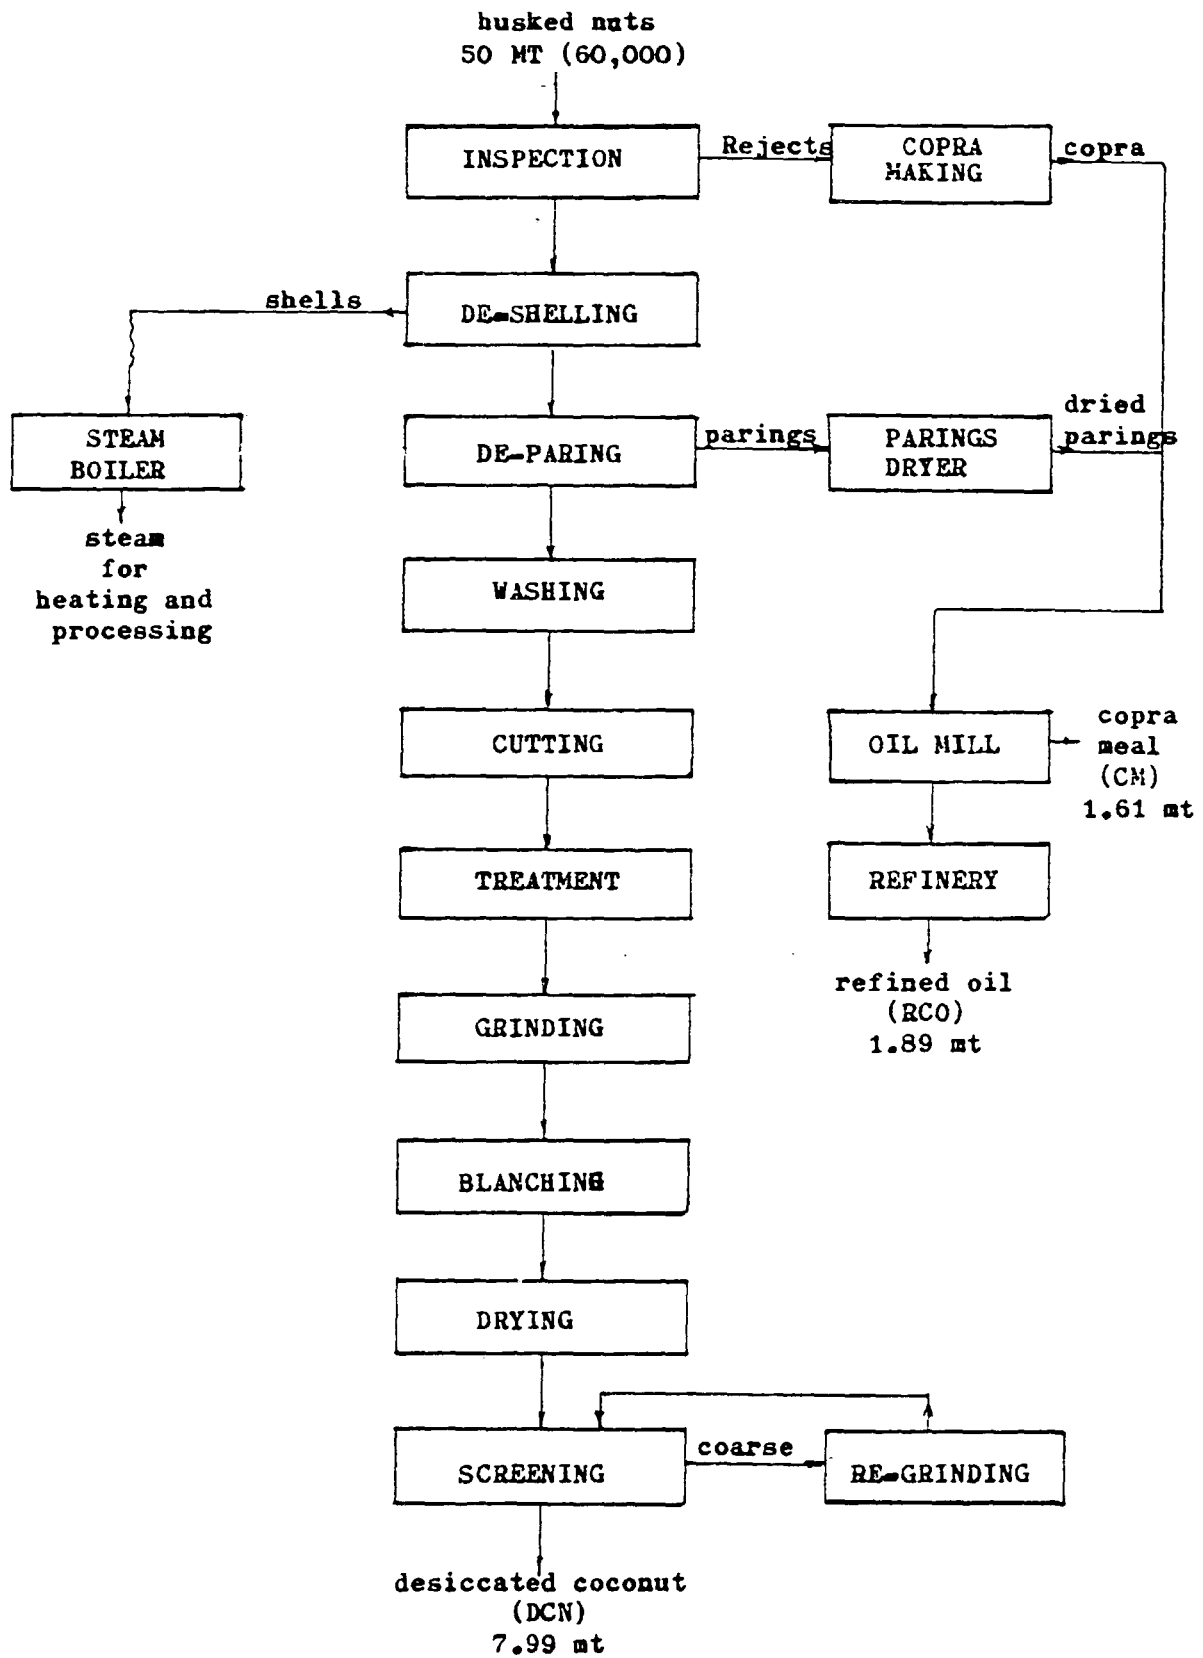 husked nuts
50 MT (60,000)
INSPECTION
Rejects
COPRA
MAKING
copra
shells
DE-SHELLING
STEAM
BOILER
steam
for
heating and
processing
DE-PARING
parings
PARINGS
DRYER
dried
parings
WASHING
CUTTING
OIL MILL
copra
meal
(CM)
1.61 mt
TREATMENT
REFINERY
refined oil
(RCO)
1.89 mt
GRINDING
BLANCHING
DRYING
SCREENING
coarse
RE-GRINDING
desiccated coconut
(DCN)
7.99 mt